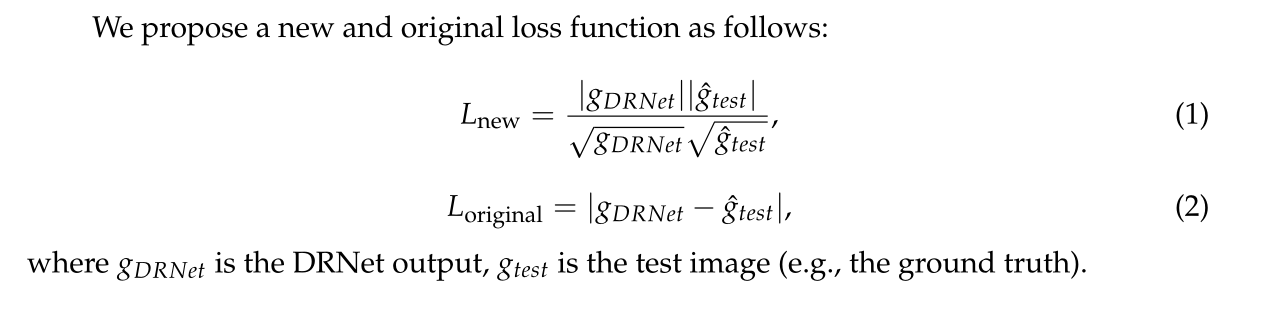 We propose a new and original loss function as follows:
L_{\text{new}} = \frac{|g_{DRNet}||\hat{g}_{test}|}{\sqrt{g_{DRNet}}\sqrt{\hat{g}_{test}}}, (1)
L_{\text{original}} = |g_{DRNet} - \hat{g}_{test}|, (2)
where g_{DRNet} is the DRNet output, g_{test} is the test image (e.g., the ground truth).